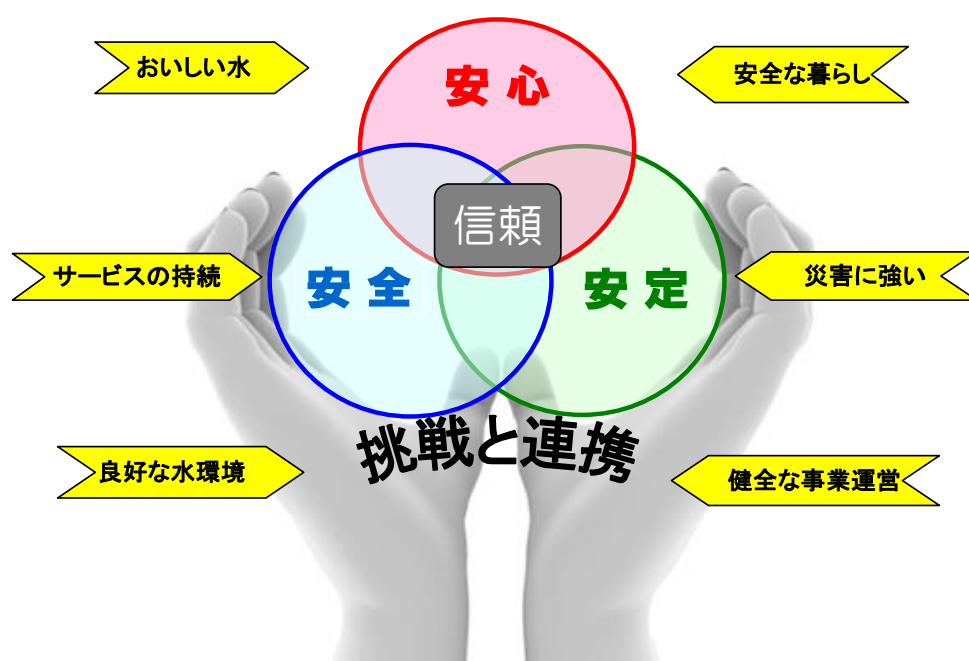 おいしい水
安心
安全な暮らし
信頼
サービスの持続
安全
安定
災害に強い
挑戦と連携
良好な水環境
健全な事業運営